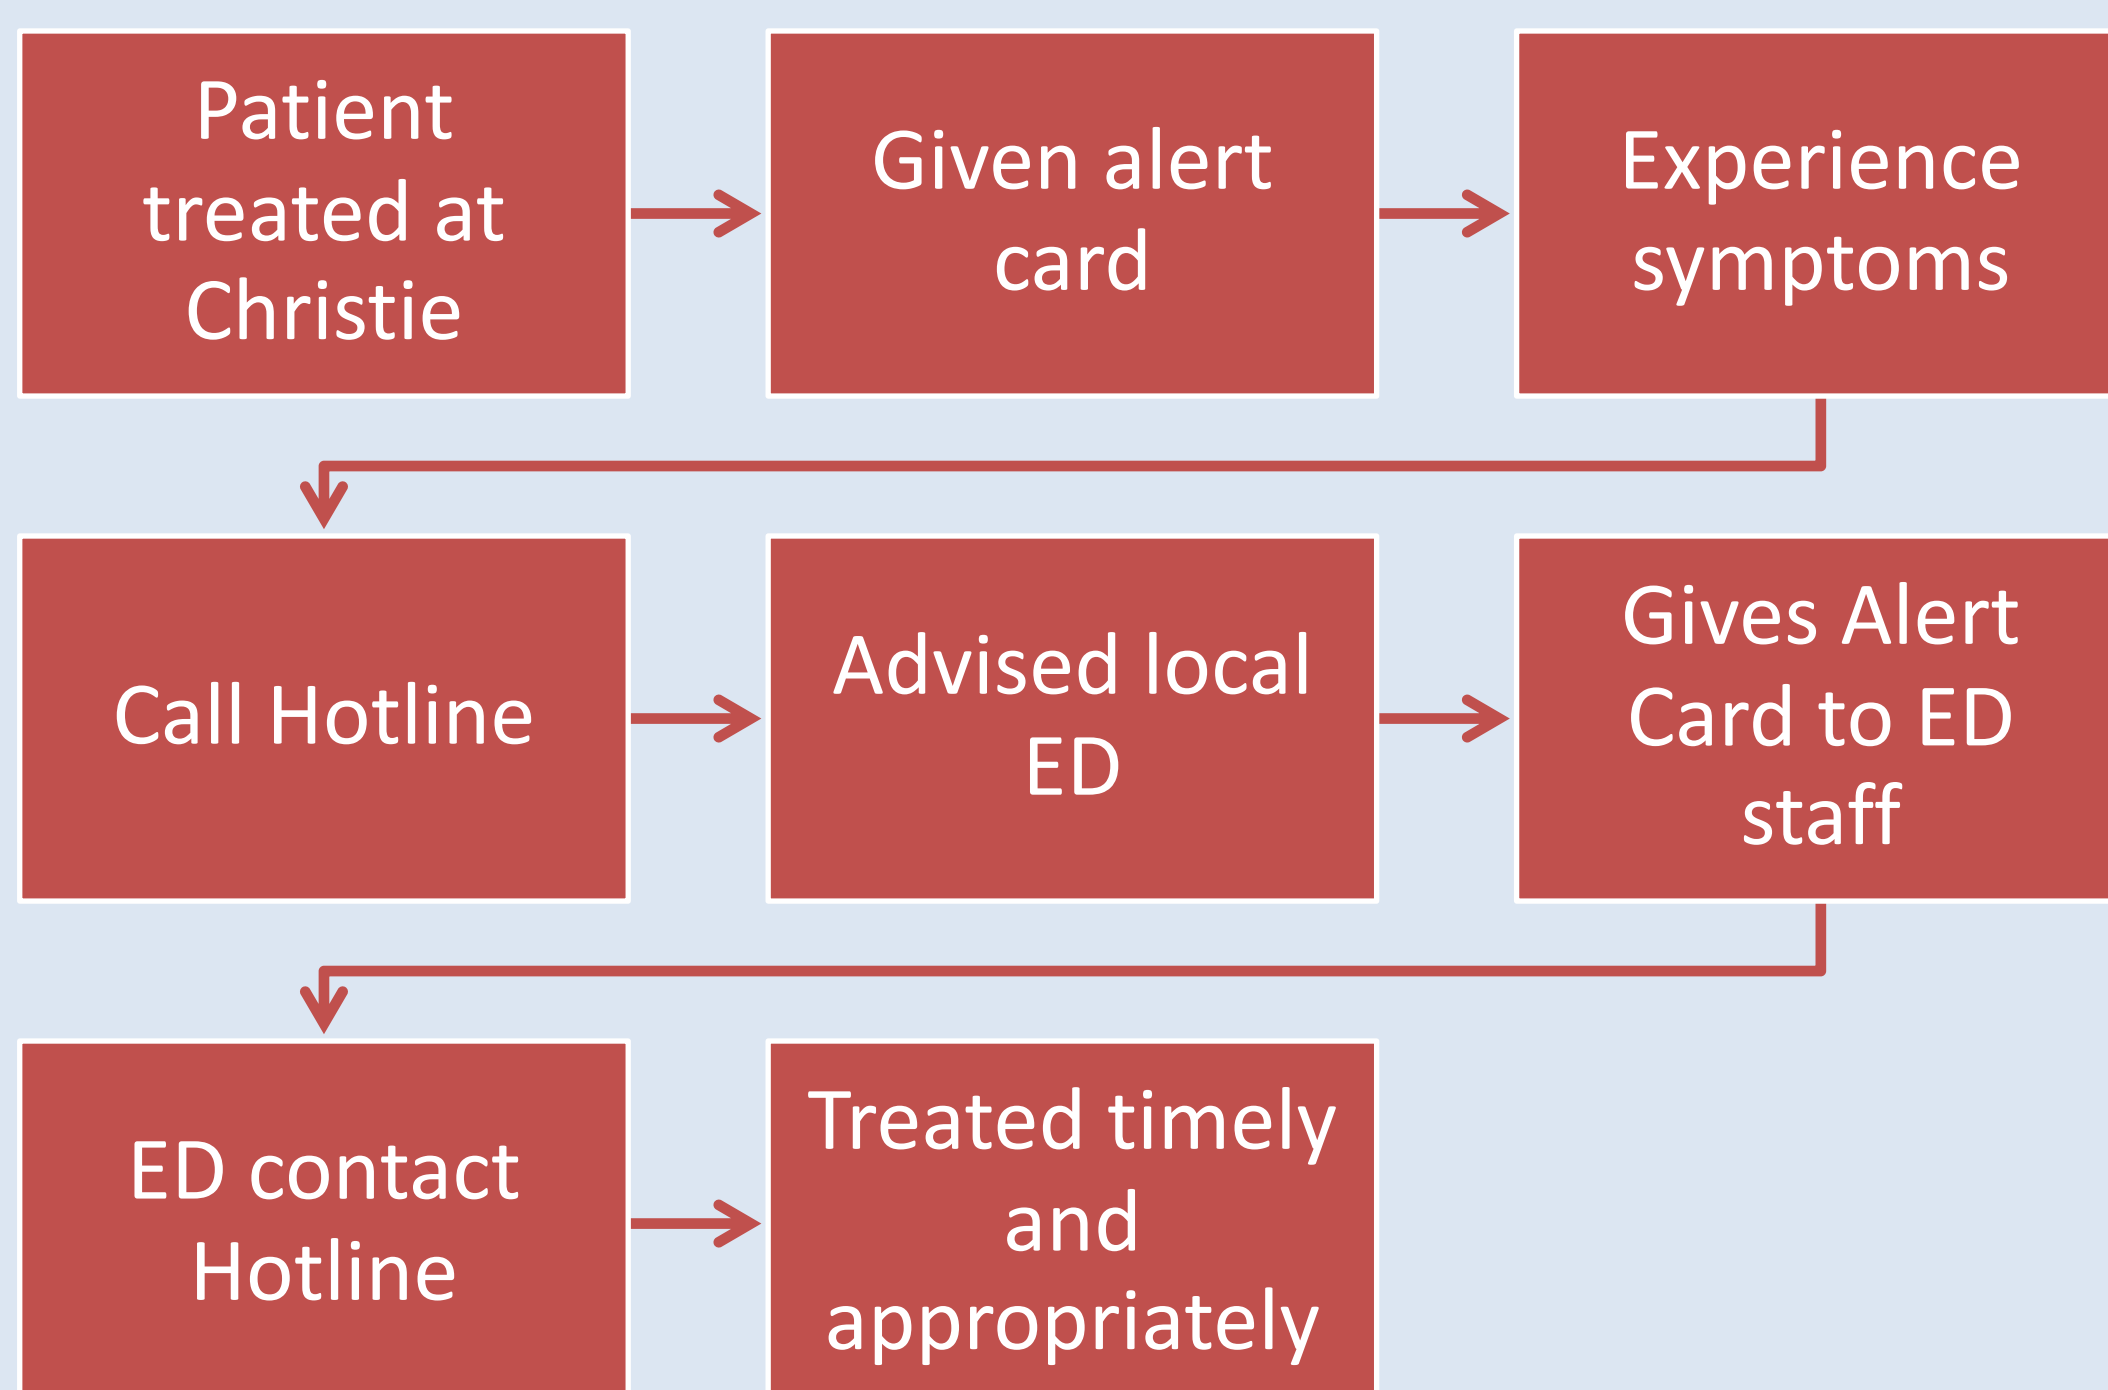 Patient
treated at
Christie
Given alert
card
Experience
symptoms
Call Hotline
Advised local
ED
Gives Alert
Card to ED
staff
ED contact
Hotline
Treated timely
and
appropriately